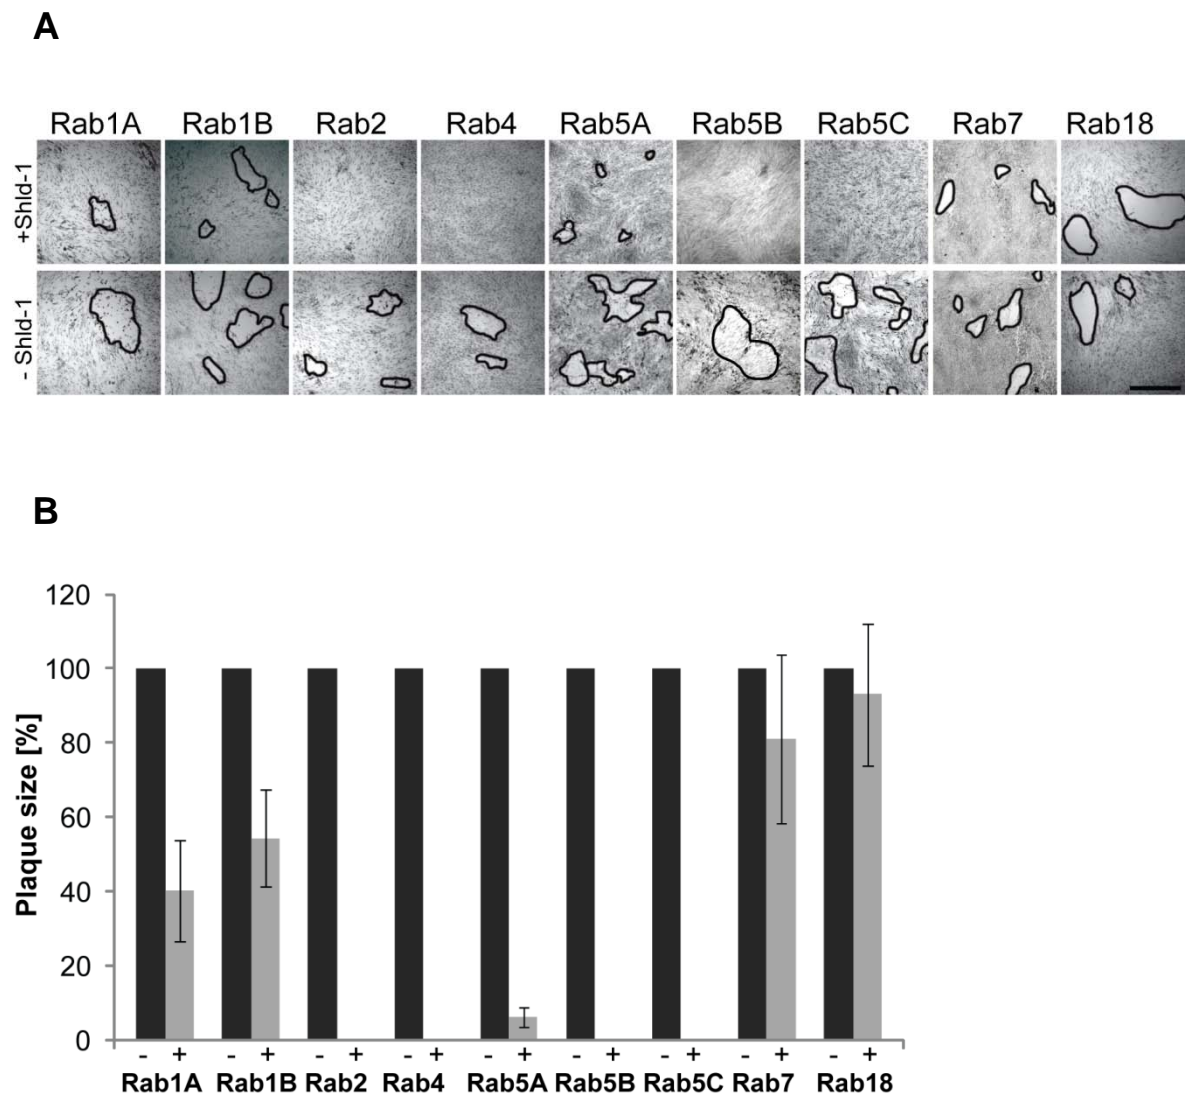 A
Rab1A Rab1B Rab2 Rab4 Rab5A Rab5B Rab5C Rab7 Rab18
+Shld-1
- Shld-1
B
Plaque size [%]
120
100
80
60
40
20
0
- + - + - + - + - + - + - + - + - +
Rab1A Rab1B Rab2 Rab4 Rab5A Rab5B Rab5C Rab7 Rab18